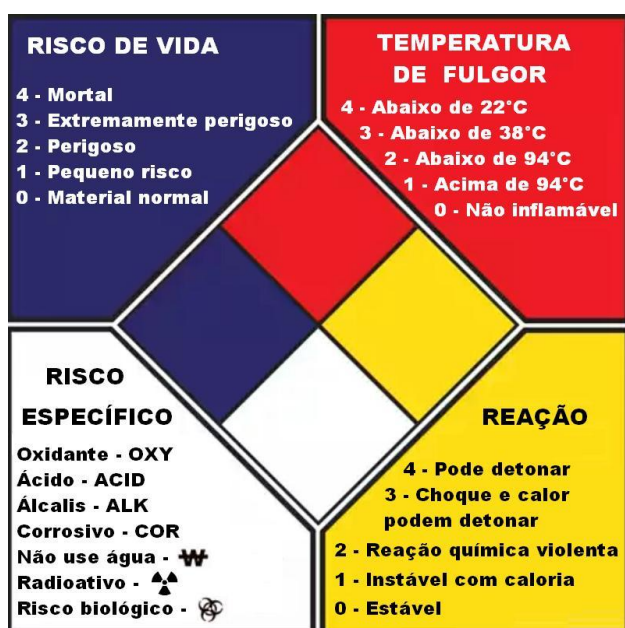 RISCO DE VIDA
4 - Mortal
3 - Extremamente perigoso
2 - Perigoso
1 - Pequeno risco
0 - Material normal
TEMPERATURA
DE FULGOR
4 - Abaixo de 22°C
3 - Abaixo de 38°C
2 - Abaixo de 94°C
1 - Acima de 94°C
0 - Não inflamável
RISCO
ESPECÍFICO
Oxidante - OXY
Ácido - ACID
Álcalis - ALK
Corrosivo - COR
Não use água - W
Radioativo -
Risco biológico -
REAÇÃO
4 - Pode detonar
3 - Choque e calor
podem detonar
2 - Reação química violenta
1 - Instável com caloria
0 - Estável